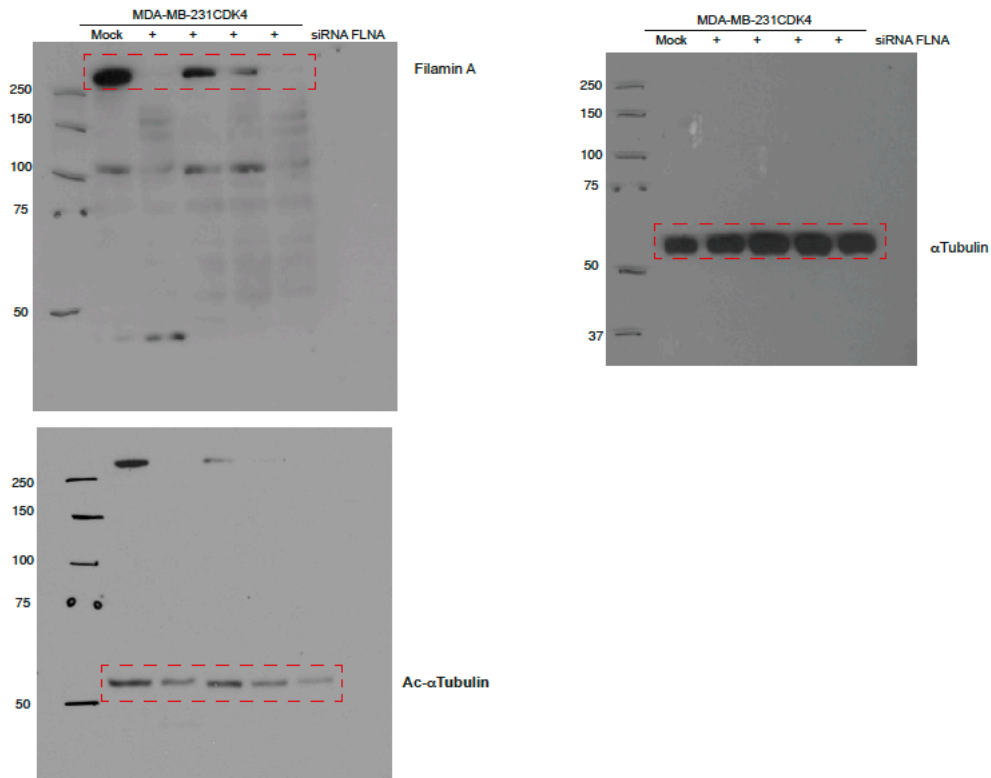 MDA-MB-231CDK4
Mock + + + + siRNA FLNA
Filamin A
250
150
100
75
50
MDA-MB-231CDK4
Mock + + + + siRNA FLNA
250
150
100
75
50
37
αTubulin
250
150
100
75
50
Ac-αTubulin